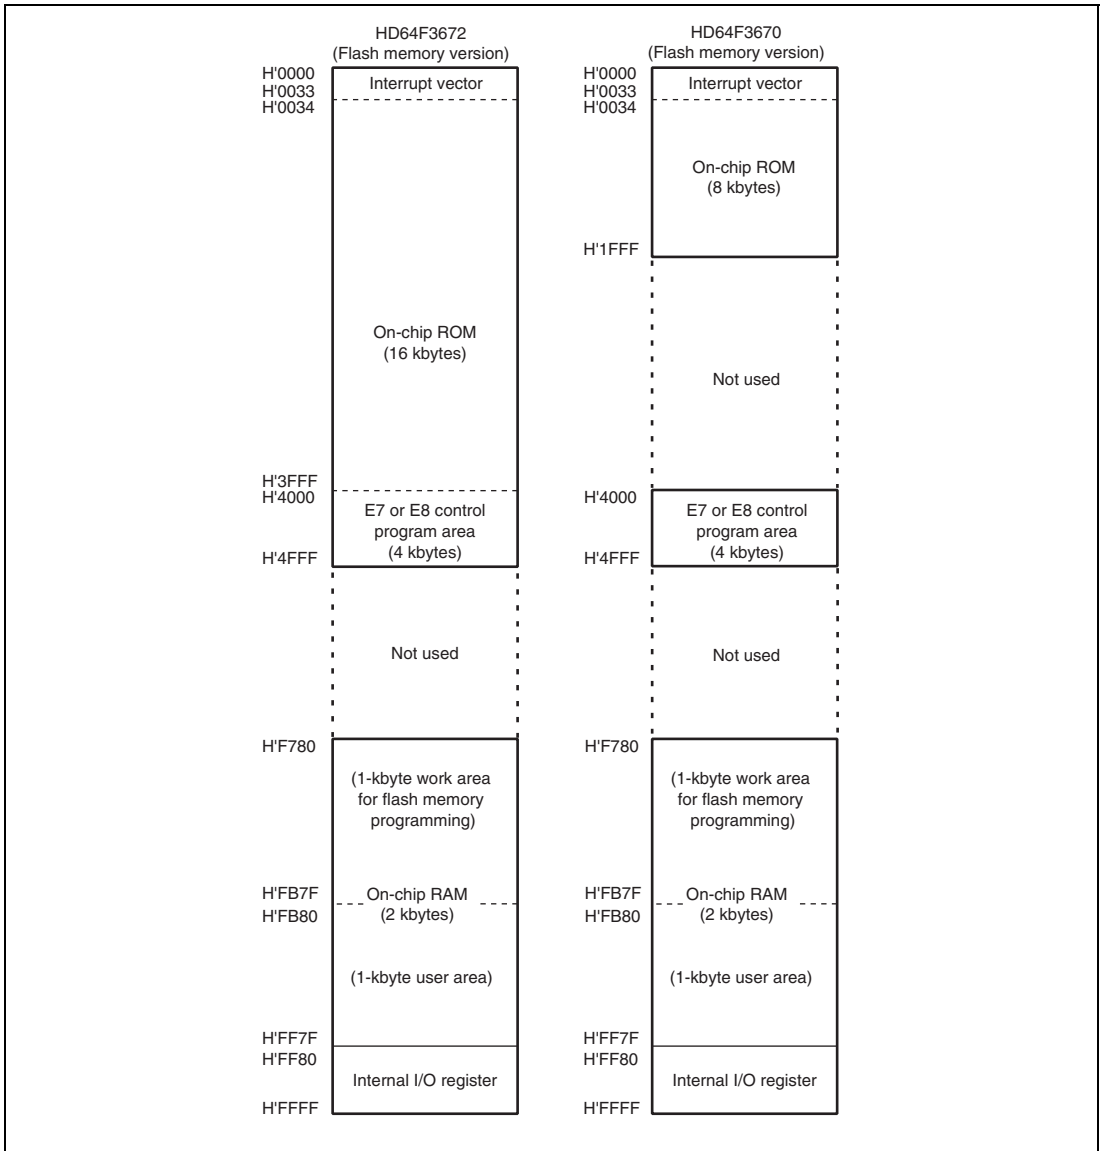 HD64F3672
(Flash memory version)
H'0000
Interrupt vector
H'0033
H'0034
On-chip ROM
(16 kbytes)
H'3FFF
H'4000
E7 or E8 control
program area
(4 kbytes)
H'4FFF
Not used
H'F780
(1-kbyte work area
for flash memory
programming)
H'FB7F
On-chip RAM
(2 kbytes)
H'FB80
(1-kbyte user area)
H'FF7F
H'FF80
Internal I/O register
H'FFFF
HD64F3670
(Flash memory version)
H'0000
Interrupt vector
H'0033
H'0034
On-chip ROM
(8 kbytes)
H'1FFF
Not used
H'4000
E7 or E8 control
program area
(4 kbytes)
H'4FFF
Not used
H'F780
(1-kbyte work area
for flash memory
programming)
H'FB7F
On-chip RAM
(2 kbytes)
H'FB80
(1-kbyte user area)
H'FF7F
H'FF80
Internal I/O register
H'FFFF